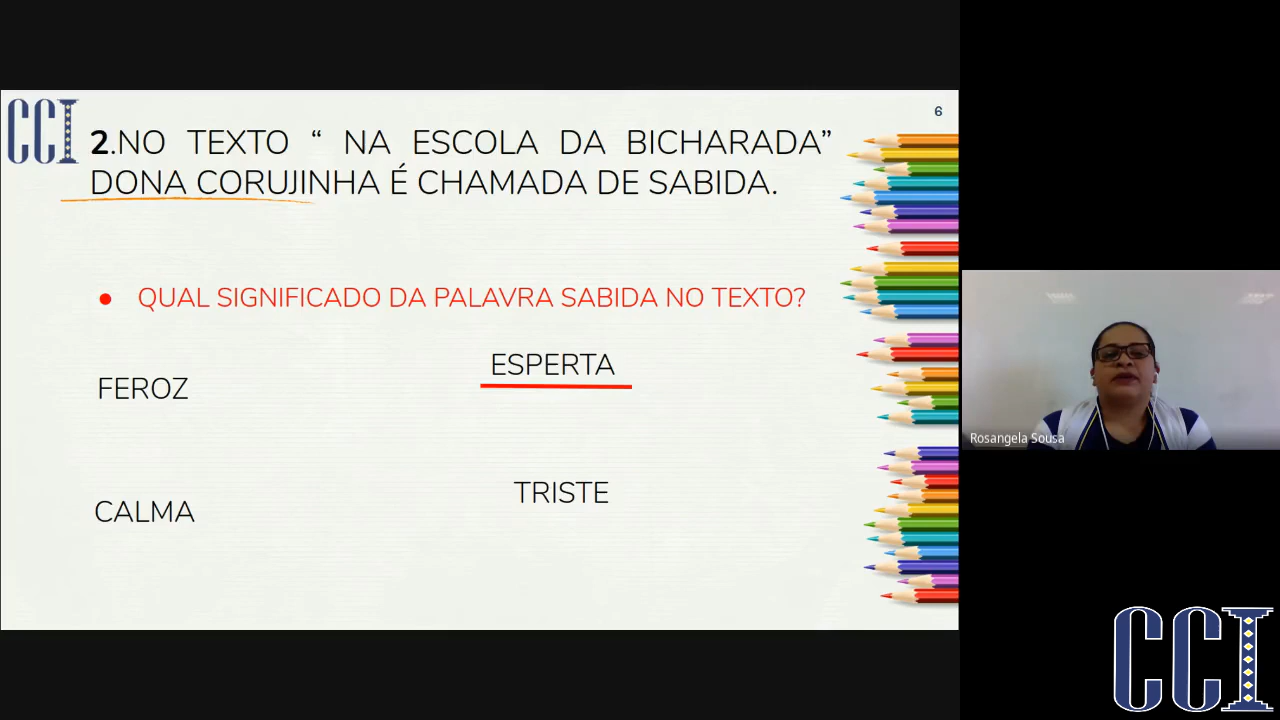 CCI
6
2.NO TEXTO “ NA ESCOLA DA BICHARADA”
DONA CORUJINHA É CHAMADA DE SABIDA.
● QUAL SIGNIFICADO DA PALAVRA SABIDA NO TEXTO?
ESPERTA
FEROZ
TRISTE
CALMA
Rosangela Sousa
CCI